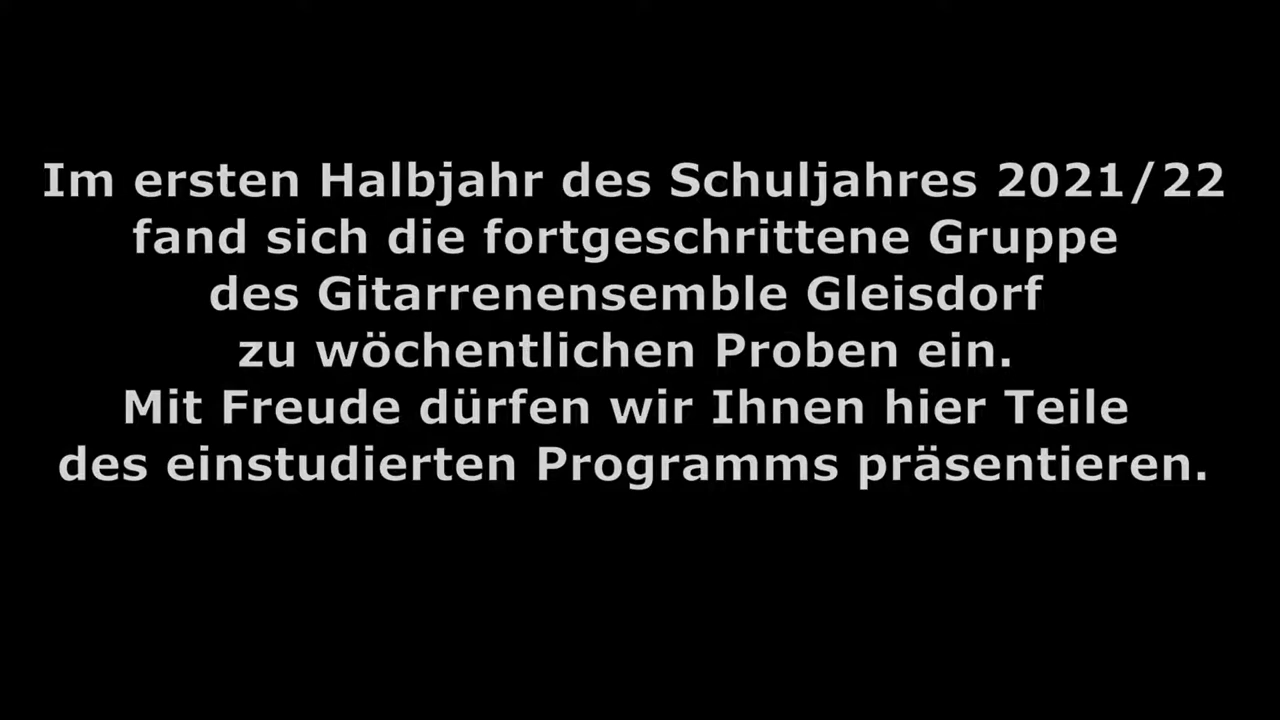 Im ersten Halbjahr des Schuljahres 2021/22
fand sich die fortgeschrittene Gruppe
des Gitarrenensemble Gleisdorf
zu wöchentlichen Proben ein.
Mit Freude dürfen wir Ihnen hier Teile
des einstudierten Programms präsentieren.